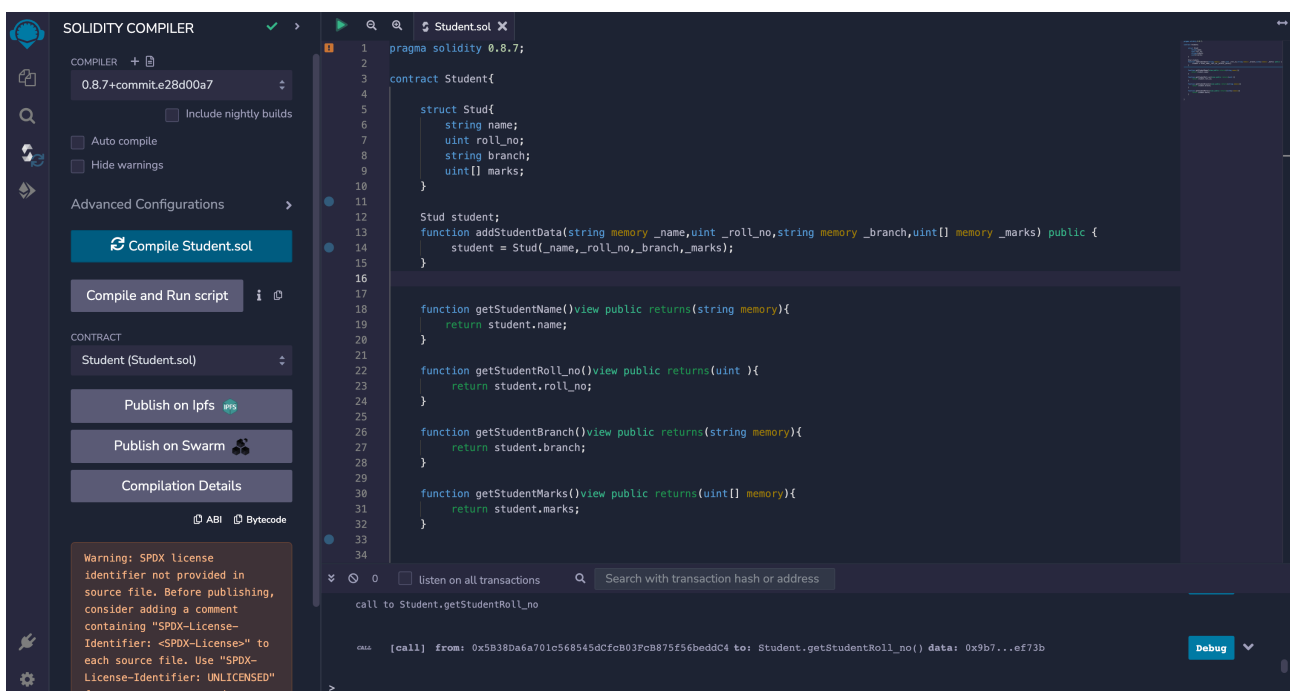 SOLIDITY COMPILER
COMPILER
0.8.7+commit.e28d00a7
Include nightly builds
Auto compile
Hide warnings
Advanced Configurations
Compile Student.sol
Compile and Run script
CONTRACT
Student (Student.sol)
Publish on Ipfs IPFS
Publish on Swarm
Compilation Details
ABI Bytecode
Warning: SPDX license
identifier not provided in
source file. Before publishing,
consider adding a comment
containing "SPDX-License-
Identifier: <SPDX-License>" to
each source file. Use "SPDX-
License-Identifier: UNLICENSED"
Student.sol
1 pragma solidity 0.8.7;
2
3 contract Student{
4
5 struct Stud{
6 string name;
7 uint roll_no;
8 string branch;
9 uint[] marks;
10 }
11
12 Stud student;
13 function addStudentData(string memory _name,uint _roll_no,string memory _branch,uint[] memory _marks) public {
14 student = Stud(_name,_roll_no,_branch,_marks);
15 }
16
17
18 function getStudentName()view public returns(string memory){
19 return student.name;
20 }
21
22 function getStudentRoll_no()view public returns(uint ){
23 return student.roll_no;
24 }
25
26 function getStudentBranch()view public returns(string memory){
27 return student.branch;
28 }
29
30 function getStudentMarks()view public returns(uint[] memory){
31 return student.marks;
32 }
33
34
0 listen on all transactions Search with transaction hash or address
call to Student.getStudentRoll_no
CALL [call] from: 0x5B38Da6a701c568545dCfcB03FcB875f56beddC4 to: Student.getStudentRoll_no() data: 0x9b7...ef73b Debug
>